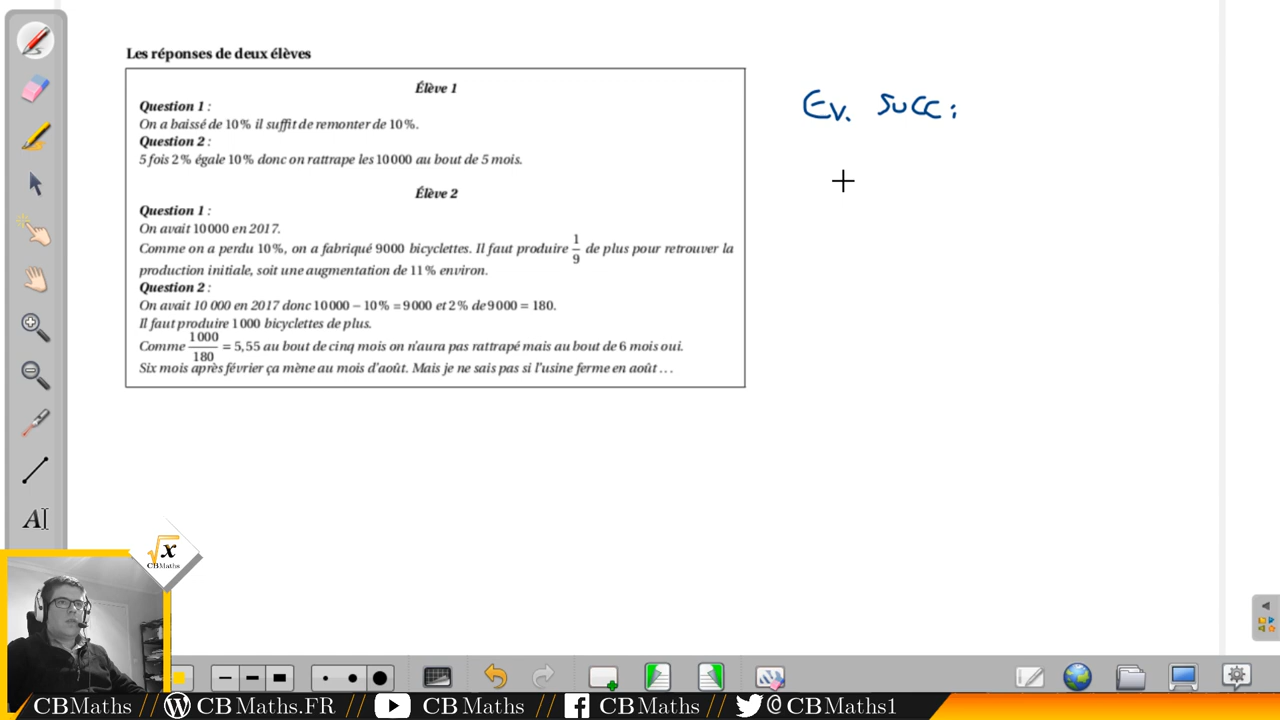 Les réponses de deux élèves
Élève 1
Question 1 :
On a baissé de 10% il suffit de remonter de 10%.
Question 2 :
5 fois 2% égale 10% donc on rattrape les 10000 au bout de 5 mois.
Élève 2
Question 1 :
On avait 10000 en 2017.
Comme on a perdu 10%, on a fabriqué 9000 bicyclettes. Il faut produire 1/9 de plus pour retrouver la
production initiale, soit une augmentation de 11% environ.
Question 2 :
On avait 10 000 en 2017 donc 10000 − 10% = 9000 et 2% de 9000 = 180.
Il faut produire 1000 bicyclettes de plus.
Comme 1000/180 = 5,55 au bout de cinq mois on n'aura pas rattrapé mais au bout de 6 mois oui.
Six mois après février ça mène au mois d'août. Mais je ne sais pas si l'usine ferme en août ...
Ev. Succ :
AI
√x
CBMaths
CBMaths // CBMaths.FR // CBMaths // CBMaths // @CBMaths1